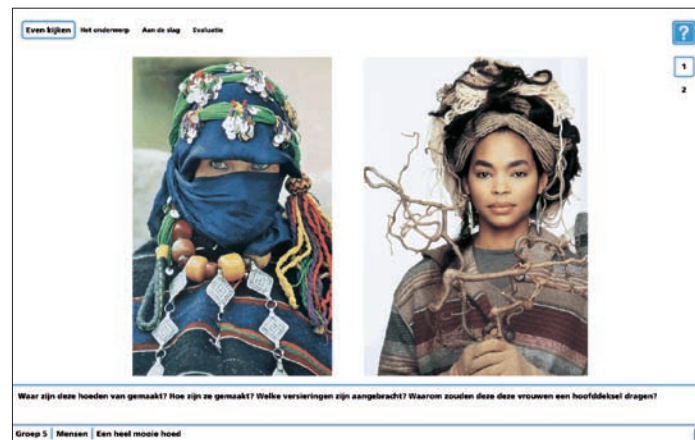 Even kijken Het onderwerp Aan de slag Evaluatie
?
1
2
Waar zijn deze hoeden van gemaakt? Hoe zijn ze gemaakt? Welke versieringen zijn aangebracht? Waarom zouden deze deze vrouwen een hoofddeksel dragen?
Groep 5 Mensen Een heel mooie hoed